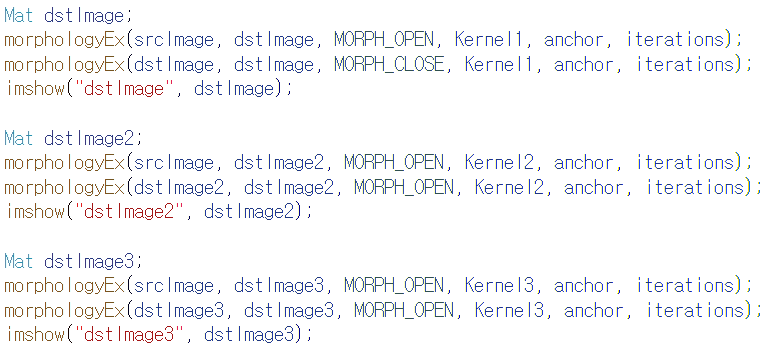 Mat dstImage;
morphologyEx(srcImage, dstImage, MORPH_OPEN, Kernel1, anchor, iterations);
morphologyEx(dstImage, dstImage, MORPH_CLOSE, Kernel1, anchor, iterations);
imshow("dstImage", dstImage);
Mat dstImage2;
morphologyEx(srcImage, dstImage2, MORPH_OPEN, Kernel2, anchor, iterations);
morphologyEx(dstImage2, dstImage2, MORPH_OPEN, Kernel2, anchor, iterations);
imshow("dstImage2", dstImage2);
Mat dstImage3;
morphologyEx(srcImage, dstImage3, MORPH_OPEN, Kernel3, anchor, iterations);
morphologyEx(dstImage3, dstImage3, MORPH_OPEN, Kernel3, anchor, iterations);
imshow("dstImage3", dstImage3);